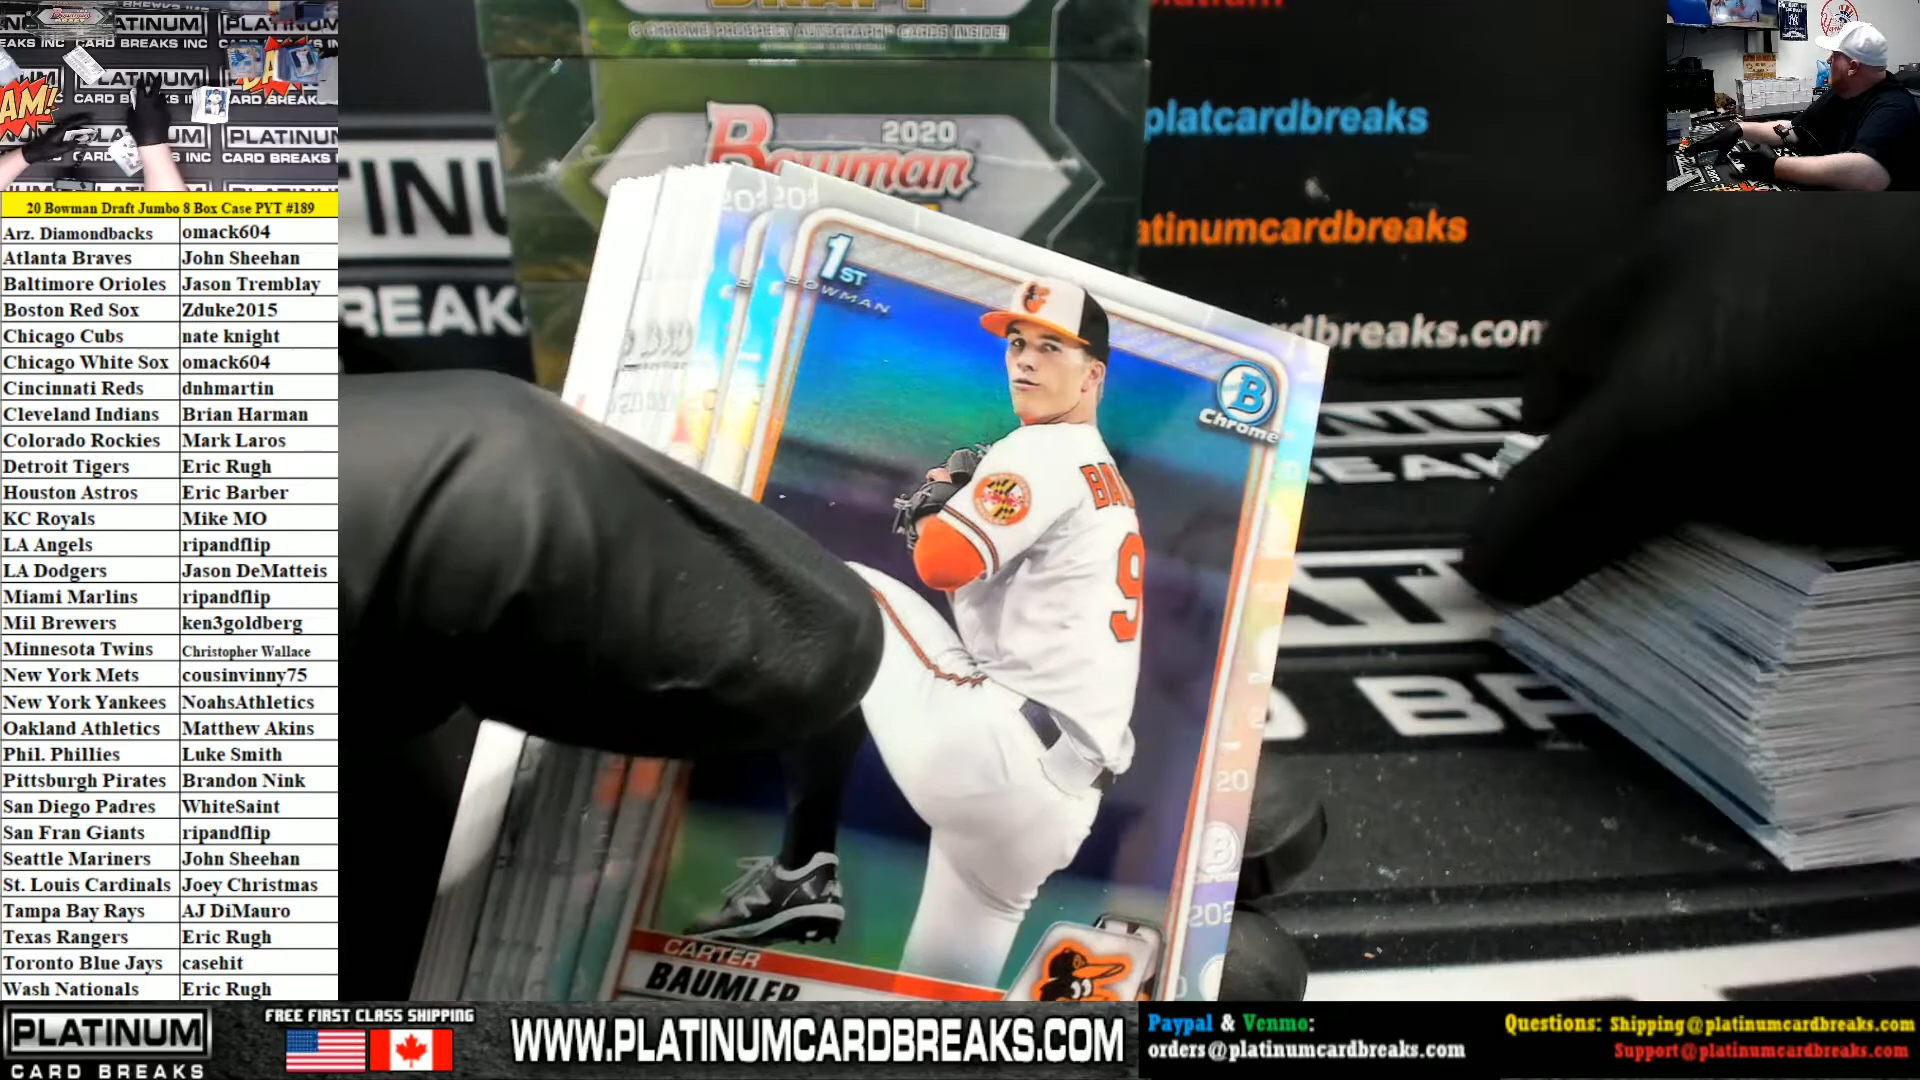 20 Bowman Draft Jumbo 8 Box Case PYT #189
Arz. Diamondbacks omack604
Atlanta Braves John Sheehan
Baltimore Orioles Jason Tremblay
Boston Red Sox Zduke2015
Chicago Cubs nate knight
Chicago White Sox omack604
Cincinnati Reds dnhmartin
Cleveland Indians Brian Harman
Colorado Rockies Mark Laros
Detroit Tigers Eric Rugh
Houston Astros Eric Barber
KC Royals Mike MO
LA Angels ripandflip
LA Dodgers Jason DeMatteis
Miami Marlins ripandflip
Mil Brewers ken3goldberg
Minnesota Twins Christopher Wallace
New York Mets cousinvinny75
New York Yankees NoahsAthletics
Oakland Athletics Matthew Akins
Phil. Phillies Luke Smith
Pittsburgh Pirates Brandon Nink
San Diego Padres WhiteSaint
San Fran Giants ripandflip
Seattle Mariners John Sheehan
St. Louis Cardinals Joey Christmas
Tampa Bay Rays AJ DiMauro
Texas Rangers Eric Rugh
Toronto Blue Jays casehit
Wash Nationals Eric Rugh
2020
Bowman
platcardbreaks
atinumcardbreaks
dbreaks.com
1ST
BOWMAN
B
Chrome
9
CARTER
BAUMLER
PLATINUM
CARD BREAKS
FREE FIRST CLASS SHIPPING
WWW.PLATINUMCARDBREAKS.COM
Paypal & Venmo:
orders@platinumcardbreaks.com
Questions: Shipping@platinumcardbreaks.com
Support@platinumcardbreaks.com